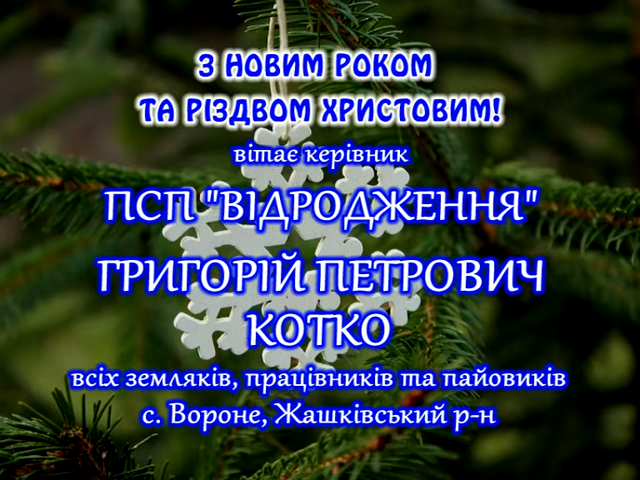 З НОВИМ РОКОМ
ТА РІЗДВОМ ХРИСТОВИМ!
вітає керівник
ПСП "ВІДРОДЖЕННЯ"
ГРИГОРІЙ ПЕТРОВИЧ
КОТКО
всіх земляків, працівників та пайовиків
с. Вороне, Жашківський р-н